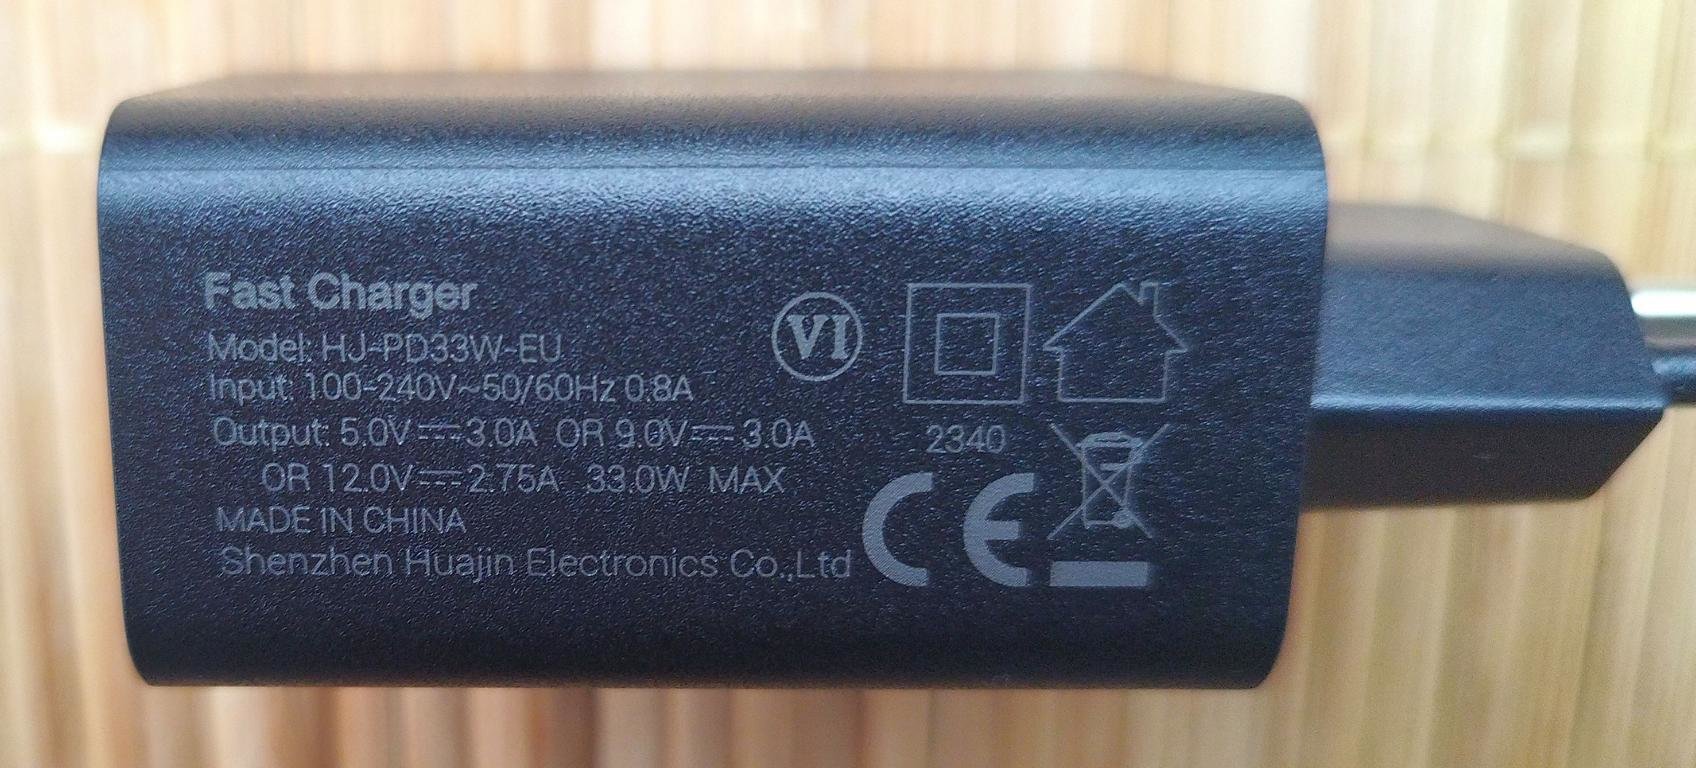 Fast Charger
Model: HJ-PD33W-EU
Input: 100-240V~50/60Hz 0.8A
Output: 5.0V⎓3.0A OR 9.0V⎓3.0A
OR 12.0V⎓2.75A 33.0W MAX
MADE IN CHINA
Shenzhen Huajin Electronics Co.,Ltd
VI
2340
CE